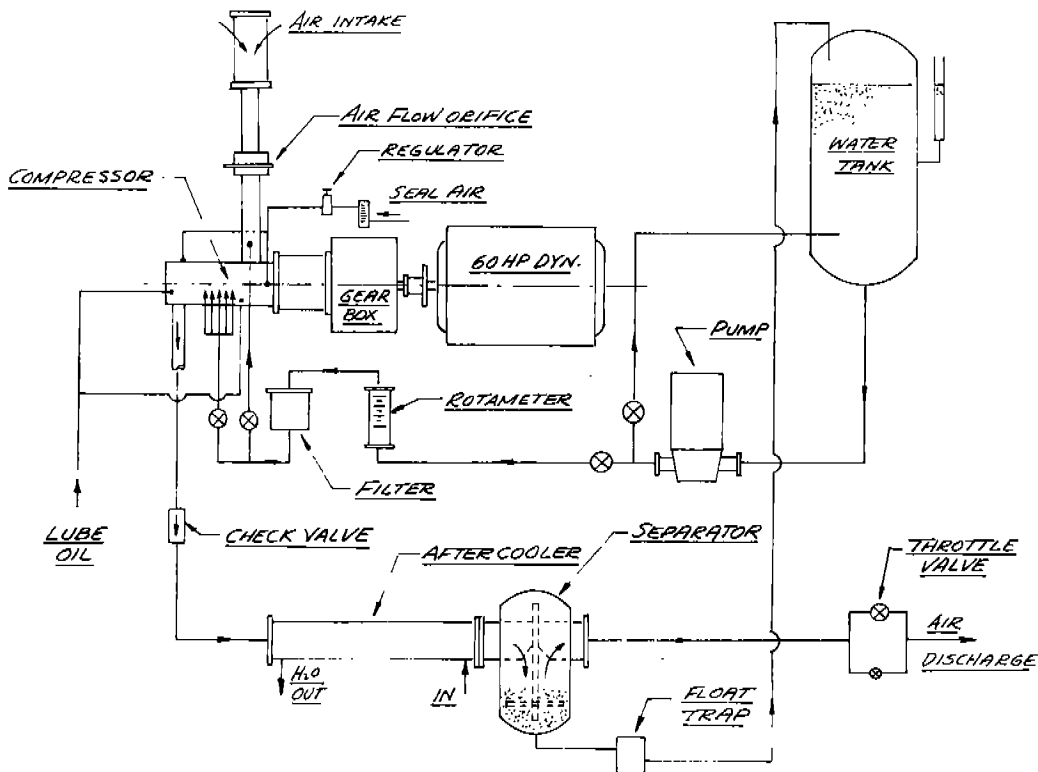 AIR INTAKE
AIR FLOW ORIFICE
REGULATOR
COMPRESSOR
SEAL AIR
WATER
TANK
60 HP DYN.
GEAR
BOX
PUMP
ROTAMETER
FILTER
LUBE
OIL
CHECK VALVE
AFTERCOOLER
SEPARATOR
THROTTLE
VALVE
AIR
DISCHARGE
H2O
OUT
IN
FLOAT
TRAP